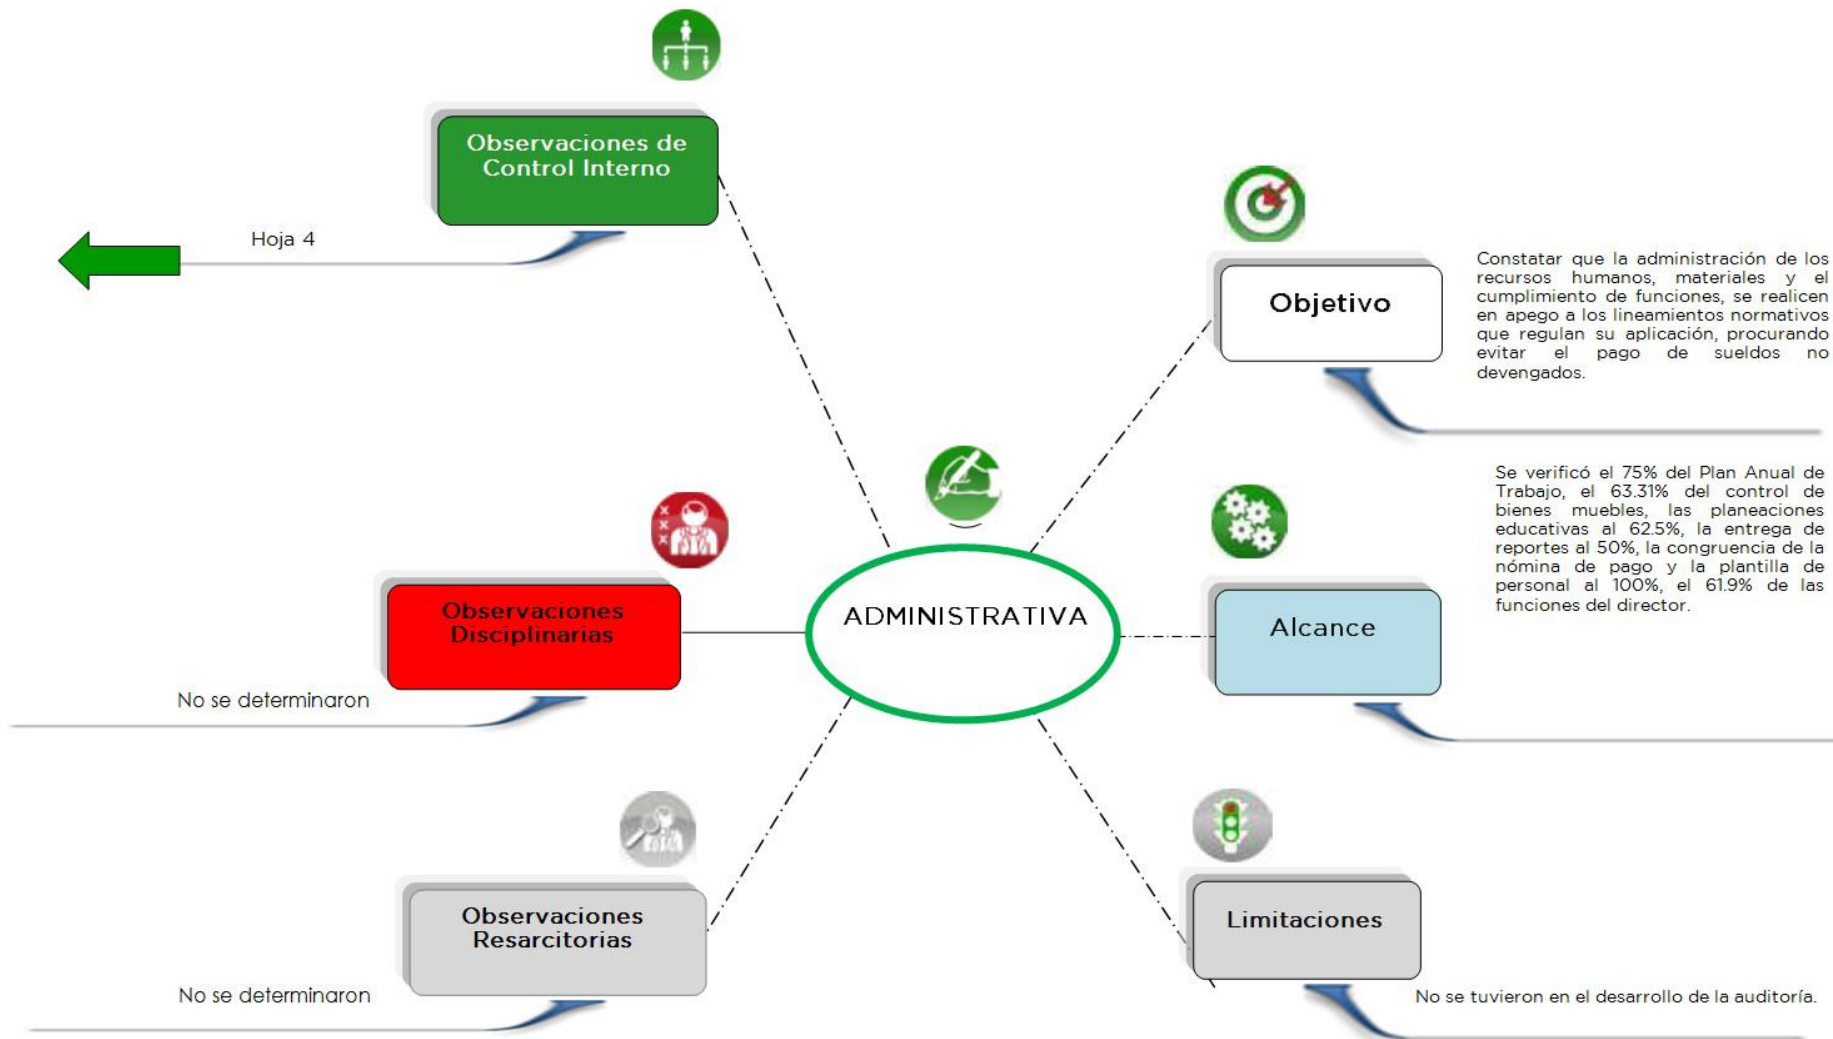 Observaciones de
Control Interno
Hoja 4
Objetivo
Constatar que la administración de los
recursos humanos, materiales y el
cumplimiento de funciones, se realicen
en apego a los lineamientos normativos
que regulan su aplicación, procurando
evitar el pago de sueldos no
devengados.
Observaciones
Disciplinarias
No se determinaron
ADMINISTRATIVA
Alcance
Se verificó el 75% del Plan Anual de
Trabajo, el 63.31% del control de
bienes muebles, las planeaciones
educativas al 62.5%, la entrega de
reportes al 50%, la congruencia de la
nómina de pago y la plantilla de
personal al 100%, el 61.9% de las
funciones del director.
Observaciones
Resarcitorias
No se determinaron
Limitaciones
No se tuvieron en el desarrollo de la auditoría.